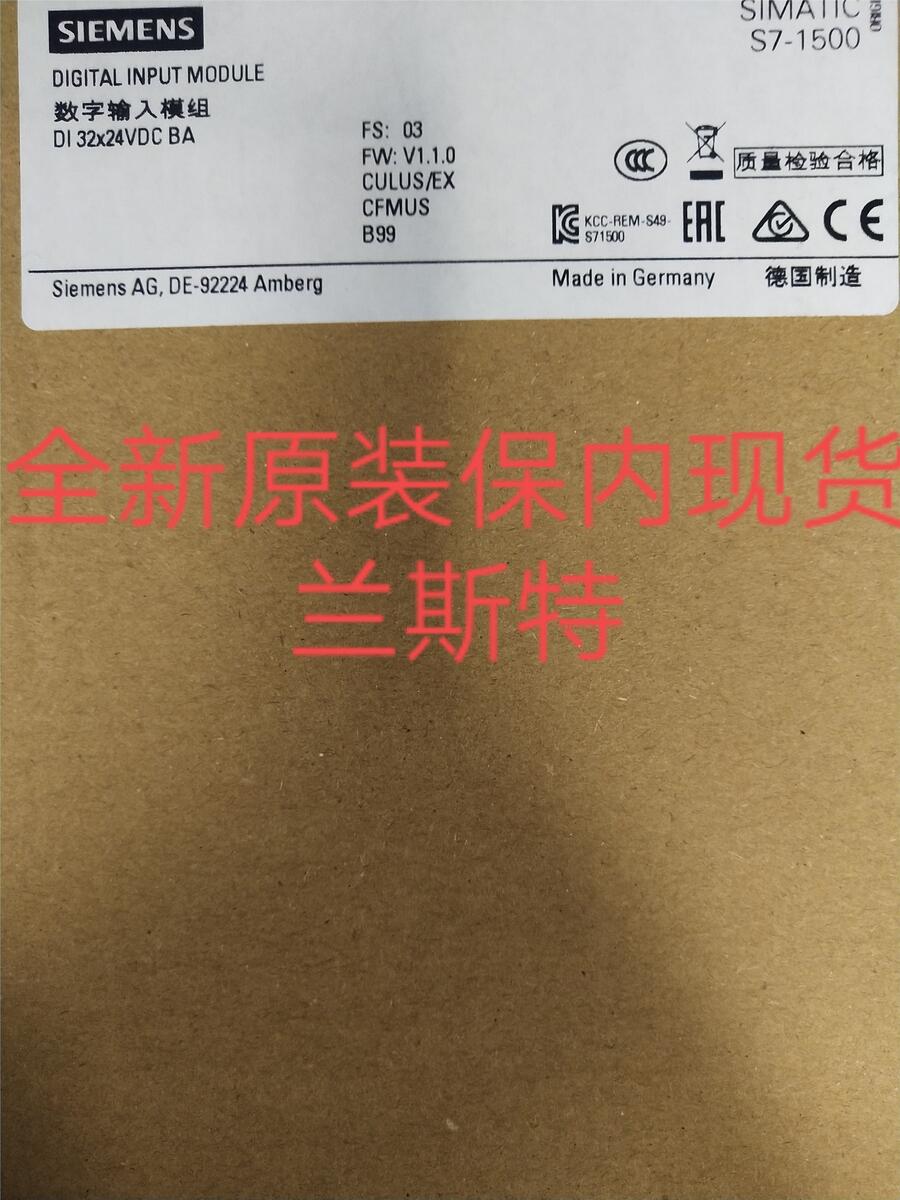 SIEMENS
SIMATIC
S7-1500
DIGITAL INPUT MODULE
数字输入模组
DI 32x24VDC BA
FS: 03
FW: V1.1.0
CULUS/EX
CFMUS
B99
质量检验合格
KCC-REM-S49-
S71500
EAC
CE
Siemens AG, DE-92224 Amberg
Made in Germany
德国制造
全新原装保内现货
兰斯特